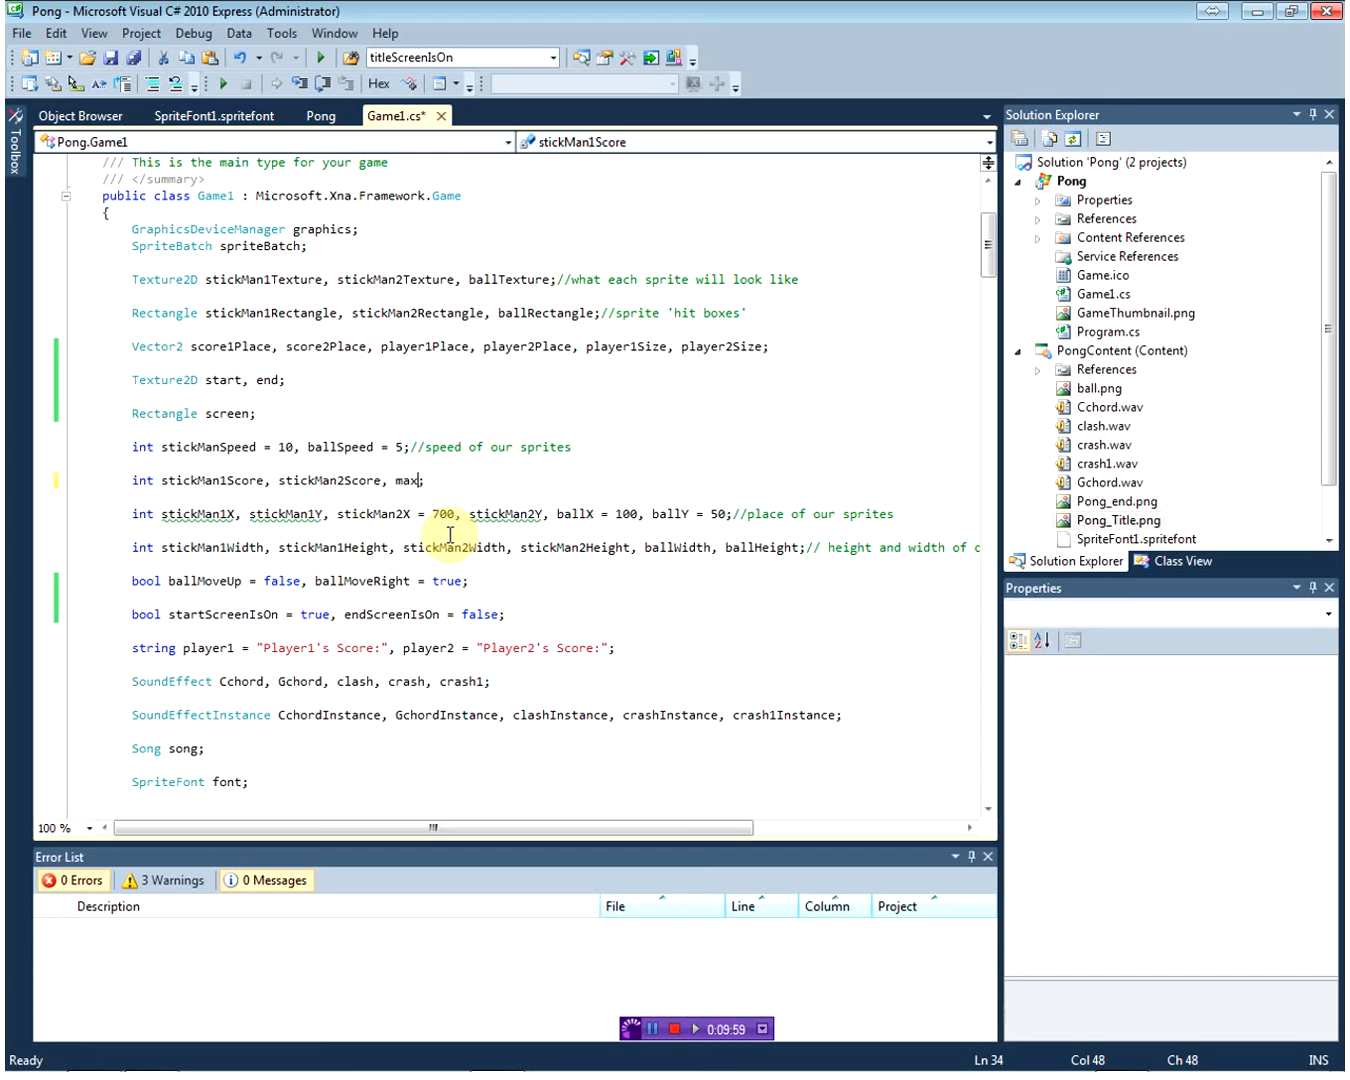 Pong - Microsoft Visual C# 2010 Express (Administrator)
File Edit View Project Debug Data Tools Window Help
titleScreenIsOn
Hex
Toolbox
Object Browser SpriteFont1.spritefont Pong Game1.cs*
Pong.Game1 stickMan1Score
/// This is the main type for your game
/// </summary>
public class Game1 : Microsoft.Xna.Framework.Game
{
GraphicsDeviceManager graphics;
SpriteBatch spriteBatch;
Texture2D stickMan1Texture, stickMan2Texture, ballTexture;//what each sprite will look like
Rectangle stickMan1Rectangle, stickMan2Rectangle, ballRectangle;//sprite 'hit boxes'
Vector2 score1Place, score2Place, player1Place, player2Place, player1Size, player2Size;
Texture2D start, end;
Rectangle screen;
int stickManSpeed = 10, ballSpeed = 5;//speed of our sprites
int stickMan1Score, stickMan2Score, max;
int stickMan1X, stickMan1Y, stickMan2X = 700, stickMan2Y, ballX = 100, ballY = 50;//place of our sprites
int stickMan1Width, stickMan1Height, stickMan2Width, stickMan2Height, ballWidth, ballHeight;// height and width of o
bool ballMoveUp = false, ballMoveRight = true;
bool startScreenIsOn = true, endScreenIsOn = false;
string player1 = "Player1's Score:", player2 = "Player2's Score:";
SoundEffect Cchord, Gchord, clash, crash, crash1;
SoundEffectInstance CchordInstance, GchordInstance, clashInstance, crashInstance, crash1Instance;
Song song;
SpriteFont font;
100 %
Solution Explorer
Solution 'Pong' (2 projects)
Pong
Properties
References
Content References
Service References
Game.ico
Game1.cs
GameThumbnail.png
Program.cs
PongContent (Content)
References
ball.png
Cchord.wav
clash.wav
crash.wav
crash1.wav
Gchord.wav
Pong_end.png
Pong_Title.png
SpriteFont1.spritefont
Solution Explorer Class View
Properties
Error List
0 Errors 3 Warnings 0 Messages
Description File Line Column Project
0:09:59
Ready Ln 34 Col 48 Ch 48 INS